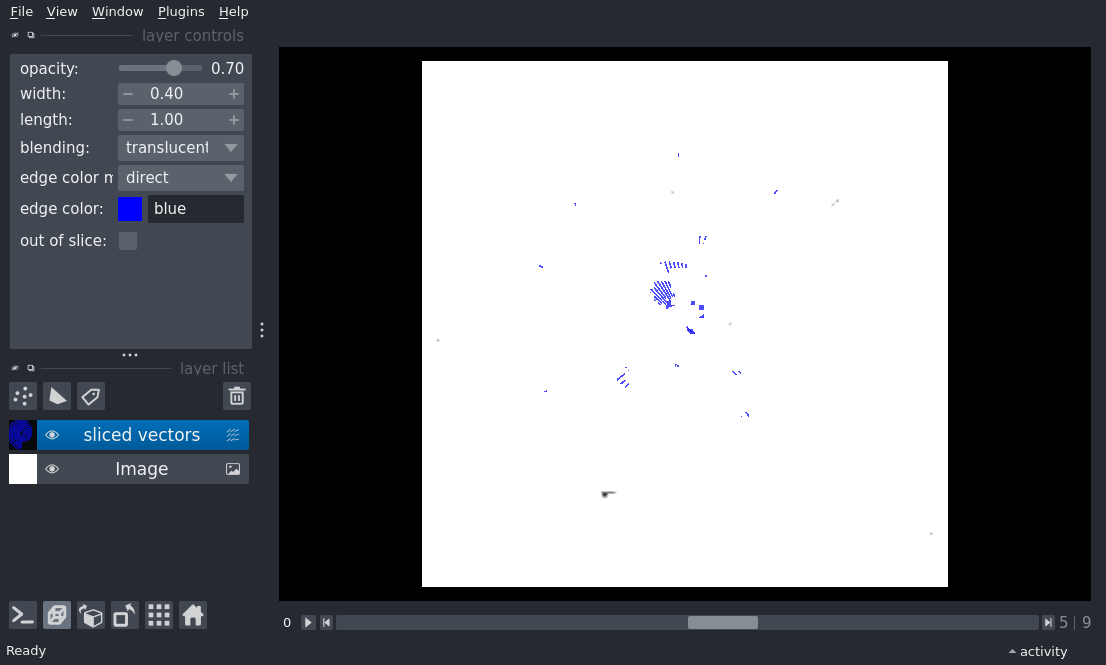 File View Window Plugins Help
layer controls
opacity: 0.70
width: 0.40
length: 1.00
blending: translucent
edge color m direct
edge color: blue
out of slice:
layer list
sliced vectors
Image
0 5 | 9
Ready activity